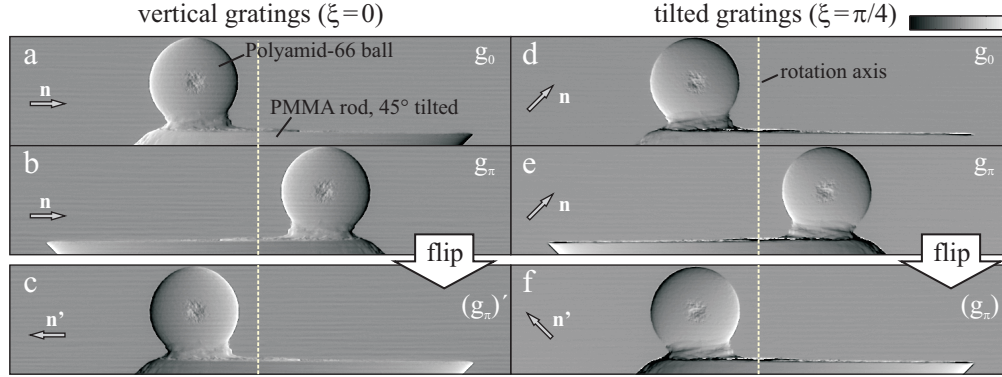 vertical gratings (ξ=0)
tilted gratings (ξ=π/4)
a
Polyamid-66 ball
g₀
n
PMMA rod, 45° tilted
d
g₀
n
rotation axis
b
gπ
n
e
gπ
n
flip
flip
c
(gπ)´
n’
f
(gπ)´
n’